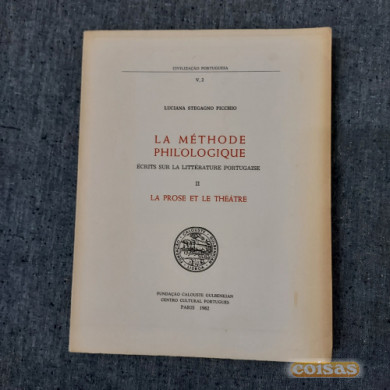 CIVILIZAÇÃO PORTUGUESA
V. 2
LUCIANA STEGAGNO PICCHIO
LA MÉTHODE
PHILOLOGIQUE
ÉCRITS SUR LA LITTÉRATURE PORTUGAISE
II
LA PROSE ET LE THÉÂTRE
FUNDAÇÃO CALOUSTE GULBENKIAN
CENTRO CULTURAL PORTUGUÊS
PARIS 1982
coisas